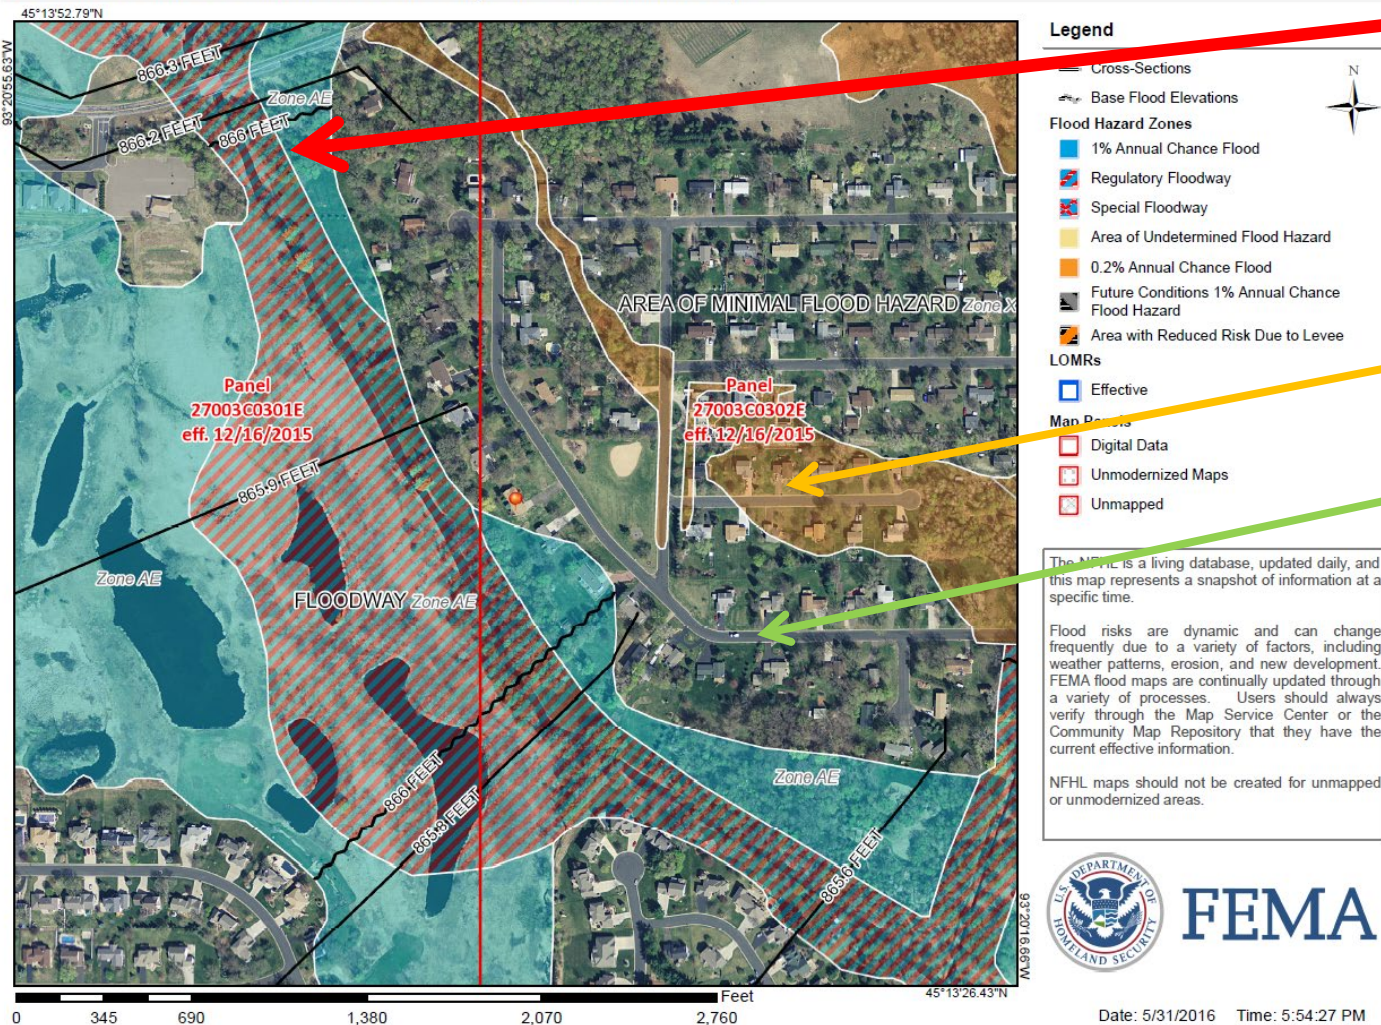 45°13'52.79"N
93°20'55.63"W
866.3 FEET
Zone AE
866.2 FEET
866 FEET
AREA OF MINIMAL FLOOD HAZARD Zone X
Panel
27003C0301E
eff. 12/16/2015
Panel
27003C0302E
eff. 12/16/2015
865.9 FEET
Zone AE
FLOODWAY Zone AE
866 FEET
865.8 FEET
Zone AE
865.6 FEET
93°20'16.66"W
45°13'26.43"N
Feet
0 345 690 1,380 2,070 2,760
Legend
Cross-Sections
N
Base Flood Elevations
Flood Hazard Zones
1% Annual Chance Flood
Regulatory Floodway
Special Floodway
Area of Undetermined Flood Hazard
0.2% Annual Chance Flood
Future Conditions 1% Annual Chance
Flood Hazard
Area with Reduced Risk Due to Levee
LOMRs
Effective
Map Panels
Digital Data
Unmodernized Maps
Unmapped
The NFHL is a living database, updated daily, and
this map represents a snapshot of information at a
specific time.
Flood risks are dynamic and can change
frequently due to a variety of factors, including
weather patterns, erosion, and new development.
FEMA flood maps are continually updated through
a variety of processes. Users should always
verify through the Map Service Center or the
Community Map Repository that they have the
current effective information.
NFHL maps should not be created for unmapped
or unmodernized areas.
U.S. DEPARTMENT OF
HOMELAND SECURITY
FEMA
Date: 5/31/2016 Time: 5:54:27 PM